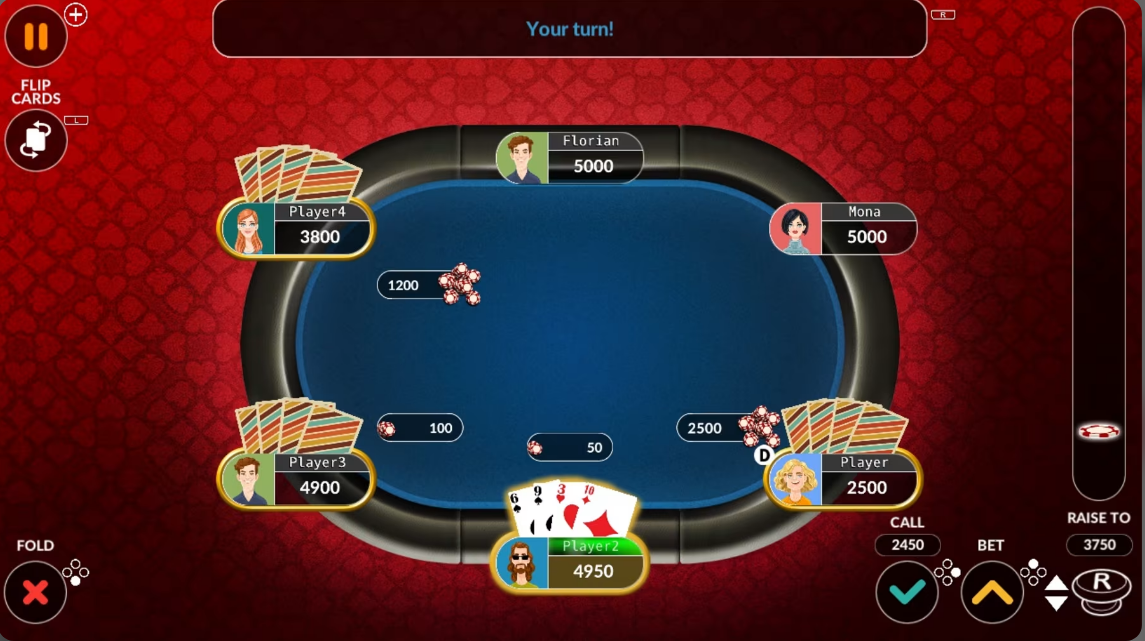 R
Your turn!
FLIP
CARDS
L
Florian
5000
Player4
3800
Mona
5000
1200
100
2500
50
D
Player3
4900
Player
2500
6
9
3
10
Player2
4950
FOLD
CALL
2450
BET
RAISE TO
3750
R